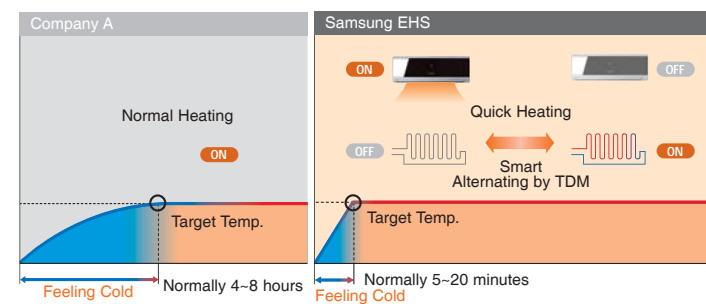 Company A
Normal Heating
ON
Target Temp.
Feeling Cold
Normally 4~8 hours
Samsung EHS
ON
OFF
Quick Heating
OFF
ON
Smart
Alternating by TDM
Target Temp.
Normally 5~20 minutes
Feeling Cold